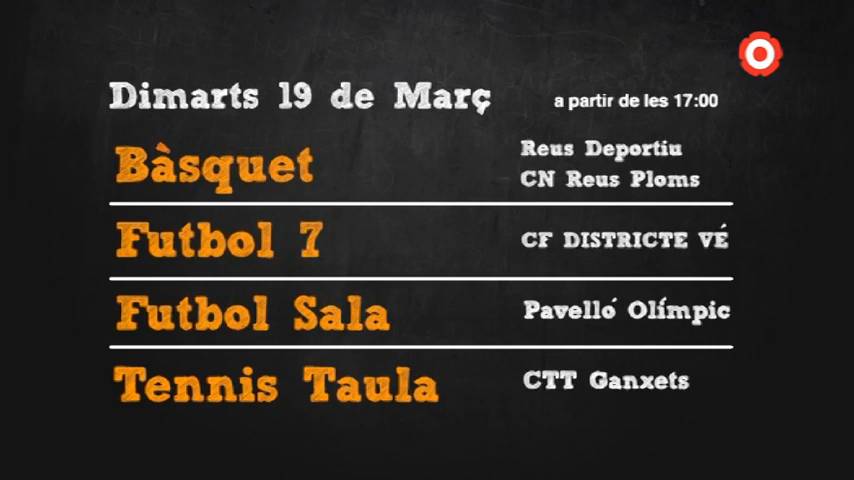 Dimarts 19 de Març
a partir de les 17:00
Bàsquet
Reus Deportiu
CN Reus Ploms
Futbol 7
CF DISTRICTE VÉ
Futbol Sala
Pavelló Olímpic
Tennis Taula
CTT Ganxets